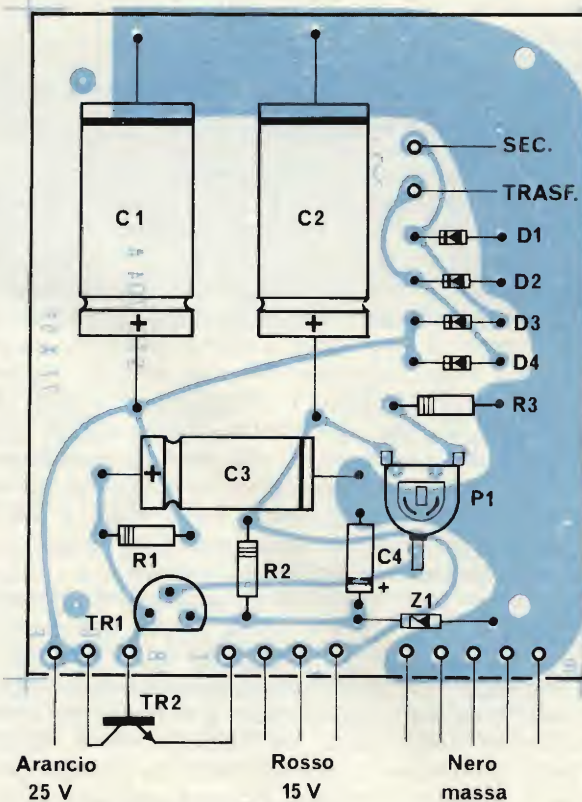 SEC.
TRASF.
C1
C2
D1
D2
D3
D4
+
+
R3
+
C3
P1
R1
R2
C4
+
Z1
TR1
TR2
Arancio
25 V
Rosso
15 V
Nero
massa